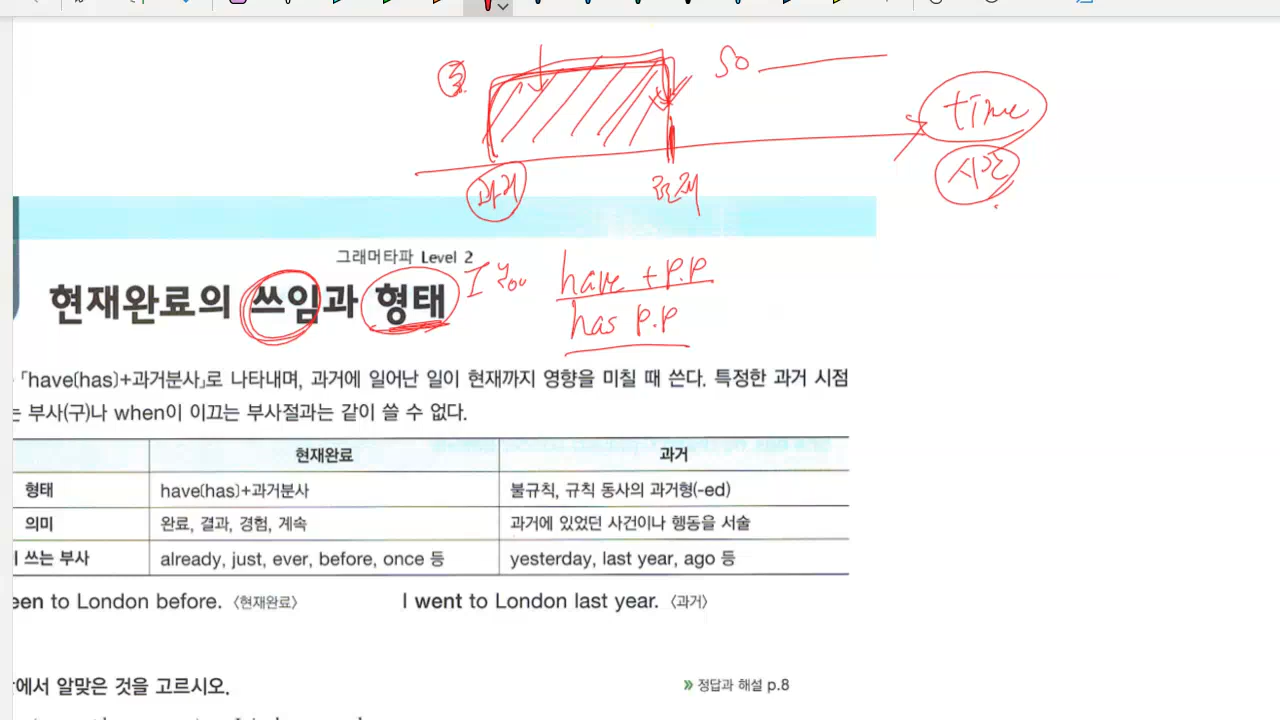 ③
So
time
시간
과거
현재
그래머타파 Level 2
현재완료의 쓰임과 형태
I you have + P.P
has P.P
「have(has)+과거분사」로 나타내며, 과거에 일어난 일이 현재까지 영향을 미칠 때 쓴다. 특정한 과거 시점
는 부사(구)나 when이 이끄는 부사절과는 같이 쓸 수 없다.
현재완료 과거
형태 have(has)+과거분사 불규칙, 규칙 동사의 과거형(-ed)
의미 완료, 결과, 경험, 계속 과거에 있었던 사건이나 행동을 서술
쓰는 부사 already, just, ever, before, once 등 yesterday, last year, ago 등
een to London before. 〈현재완료〉 I went to London last year. 〈과거〉
에서 알맞은 것을 고르시오.
» 정답과 해설 p.8